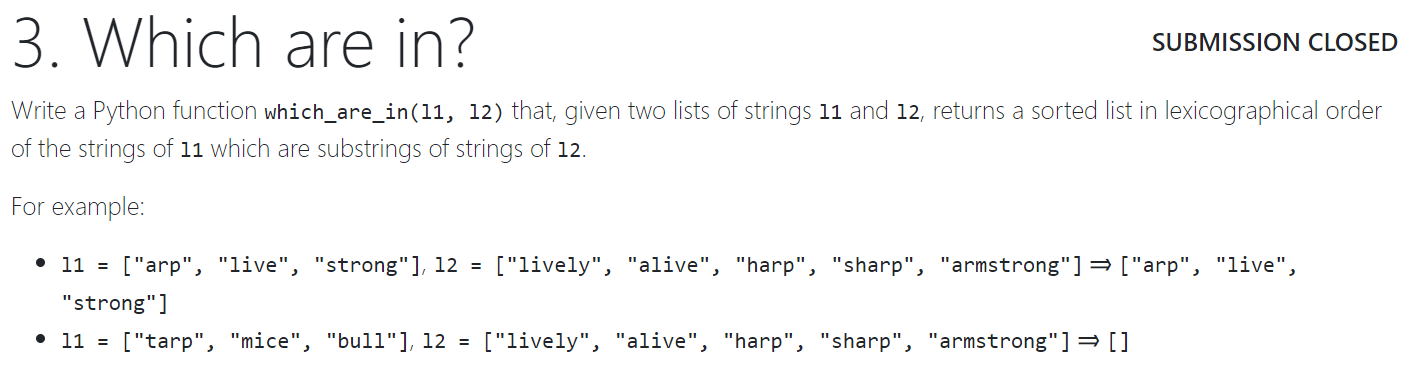 3. Which are in?
SUBMISSION CLOSED
Write a Python function which_are_in(l1, l2) that, given two lists of strings l1 and l2, returns a sorted list in lexicographical order
of the strings of l1 which are substrings of strings of l2.
For example:
• l1 = ["arp", "live", "strong"], l2 = ["lively", "alive", "harp", "sharp", "armstrong"] ⇒ ["arp", "live",
"strong"]
• l1 = ["tarp", "mice", "bull"], l2 = ["lively", "alive", "harp", "sharp", "armstrong"] ⇒ []